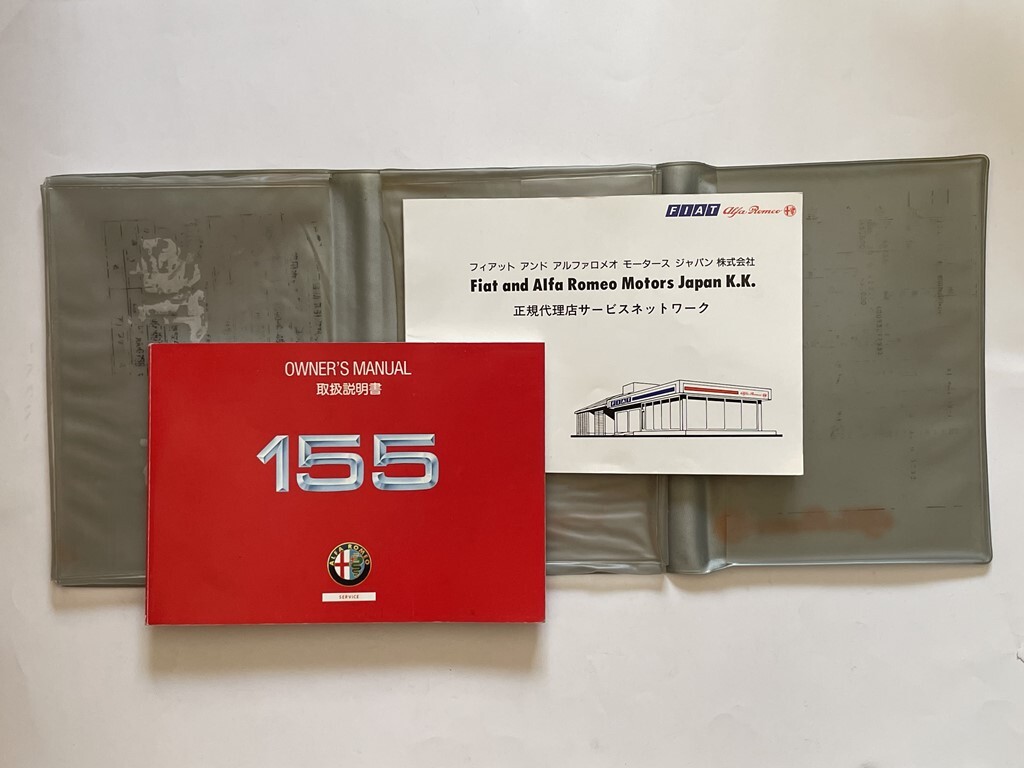 FIAT Alfa Romeo
フィアット アンド アルファロメオ モータース ジャパン 株式会社
Fiat and Alfa Romeo Motors Japan K.K.
正規代理店サービスネットワーク
FIAT Alfa Romeo
OWNER'S MANUAL
取扱説明書
155
ALFA ROMEO
SERVICE